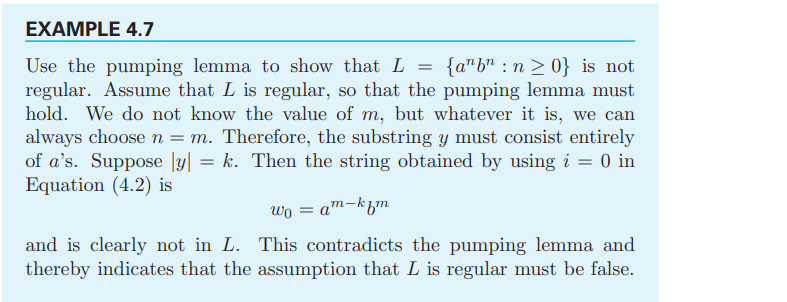 EXAMPLE 4.7
Use the pumping lemma to show that L = {aⁿbⁿ : n ≥ 0} is not
regular. Assume that L is regular, so that the pumping lemma must
hold. We do not know the value of m, but whatever it is, we can
always choose n = m. Therefore, the substring y must consist entirely
of a's. Suppose |y| = k. Then the string obtained by using i = 0 in
Equation (4.2) is
w₀ = aᵐ⁻ᵏbᵐ
and is clearly not in L. This contradicts the pumping lemma and
thereby indicates that the assumption that L is regular must be false.